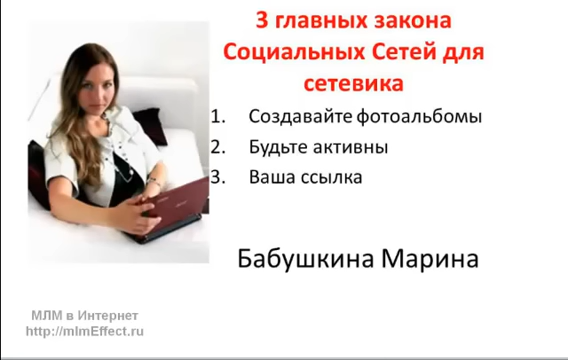 3 главных закона
Социальных Сетей для
сетевика
1. Создавайте фотоальбомы
2. Будьте активны
3. Ваша ссылка
Бабушкина Марина
МЛМ в Интернет
http://mlmEffect.ru